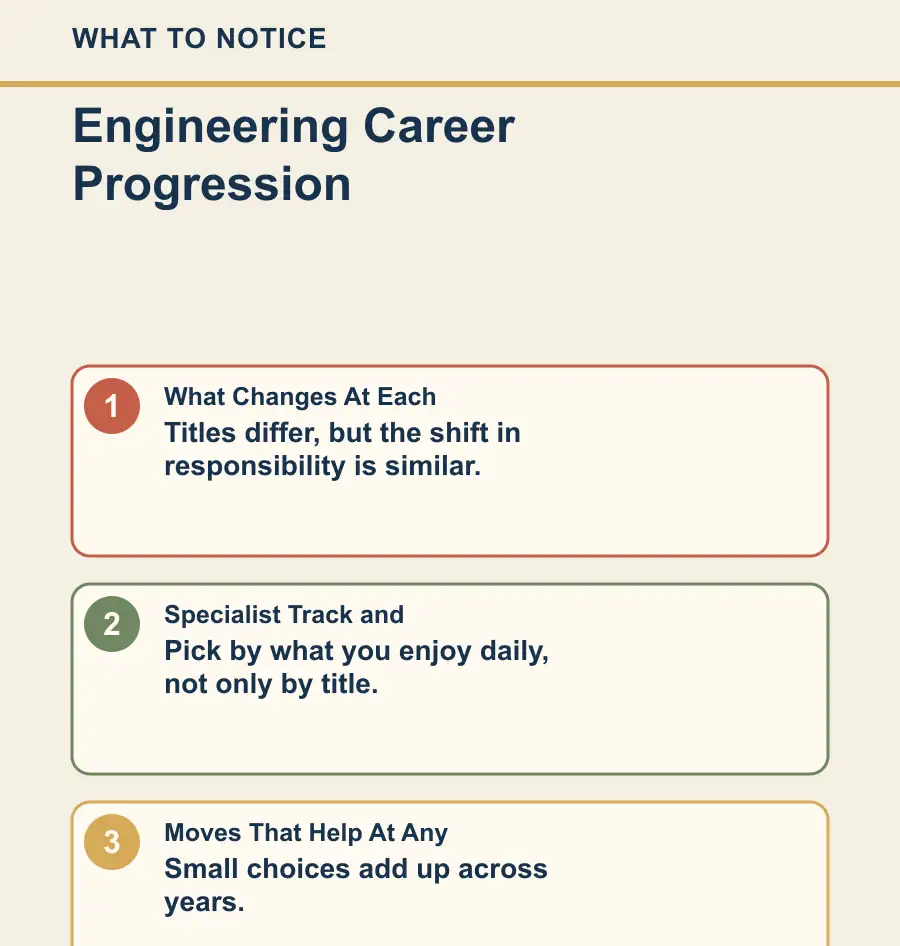 WHAT TO NOTICE
Engineering Career
Progression
1
What Changes At Each
Titles differ, but the shift in
responsibility is similar.
2
Specialist Track and
Pick by what you enjoy daily,
not only by title.
3
Moves That Help At Any
Small choices add up across
years.